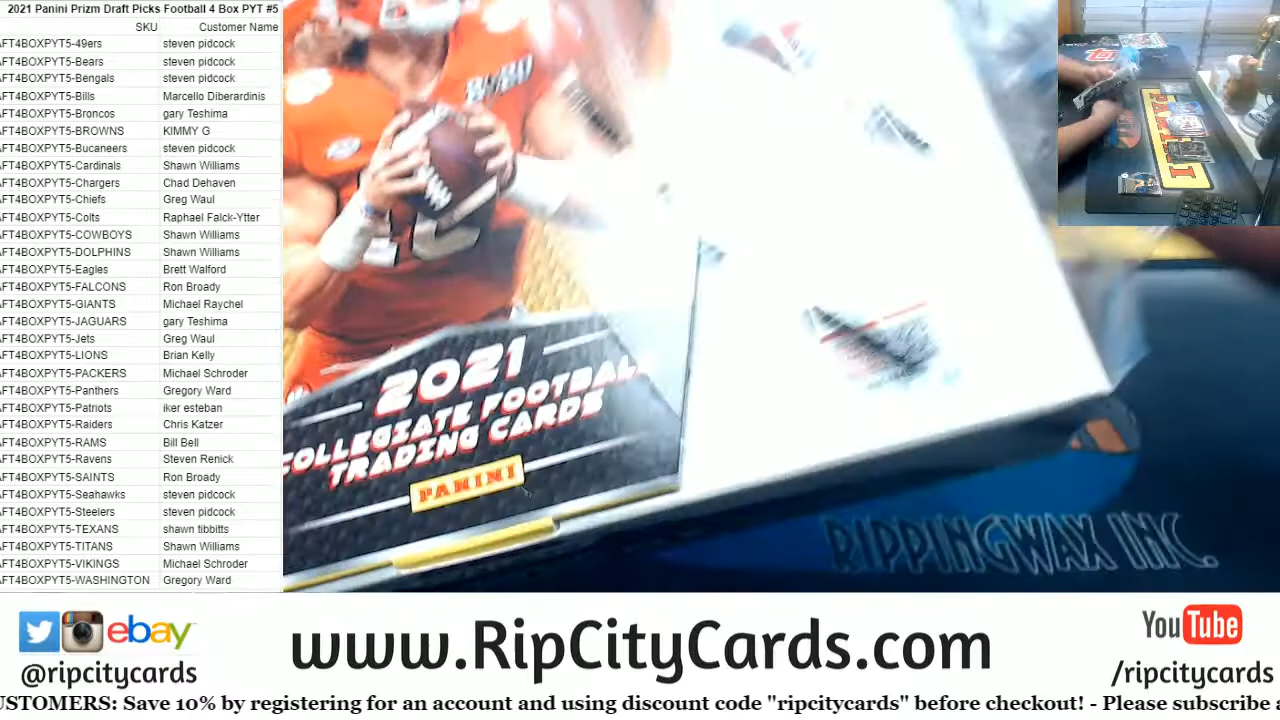 2021 Panini Prizm Draft Picks Football 4 Box PYT #5
SKU Customer Name
AFT4BOXPYT5-49ers steven pidcock
AFT4BOXPYT5-Bears steven pidcock
AFT4BOXPYT5-Bengals steven pidcock
AFT4BOXPYT5-Bills Marcello Diberardinis
AFT4BOXPYT5-Broncos gary Teshima
AFT4BOXPYT5-BROWNS KIMMY G
AFT4BOXPYT5-Bucaneers steven pidcock
AFT4BOXPYT5-Cardinals Shawn Williams
AFT4BOXPYT5-Chargers Chad Dehaven
AFT4BOXPYT5-Chiefs Greg Waul
AFT4BOXPYT5-Colts Raphael Falck-Ytter
AFT4BOXPYT5-COWBOYS Shawn Williams
AFT4BOXPYT5-DOLPHINS Shawn Williams
AFT4BOXPYT5-Eagles Brett Walford
AFT4BOXPYT5-FALCONS Ron Broady
AFT4BOXPYT5-GIANTS Michael Raychel
AFT4BOXPYT5-JAGUARS gary Teshima
AFT4BOXPYT5-Jets Greg Waul
AFT4BOXPYT5-LIONS Brian Kelly
AFT4BOXPYT5-PACKERS Michael Schroder
AFT4BOXPYT5-Panthers Gregory Ward
AFT4BOXPYT5-Patriots iker esteban
AFT4BOXPYT5-Raiders Chris Katzer
AFT4BOXPYT5-RAMS Bill Bell
AFT4BOXPYT5-Ravens Steven Renick
AFT4BOXPYT5-SAINTS Ron Broady
AFT4BOXPYT5-Seahawks steven pidcock
AFT4BOXPYT5-Steelers steven pidcock
AFT4BOXPYT5-TEXANS shawn tibbitts
AFT4BOXPYT5-TITANS Shawn Williams
AFT4BOXPYT5-VIKINGS Michael Schroder
AFT4BOXPYT5-WASHINGTON Gregory Ward
2021
COLLEGIATE FOOTBALL
TRADING CARDS
PANINI
RIPPINGWAX INC.
PANINI
ebay
@ripcitycards
www.RipCityCards.com
YouTube
/ripcitycards
USTOMERS: Save 10% by registering for an account and using discount code "ripcitycards" before checkout! - Please subscribe a